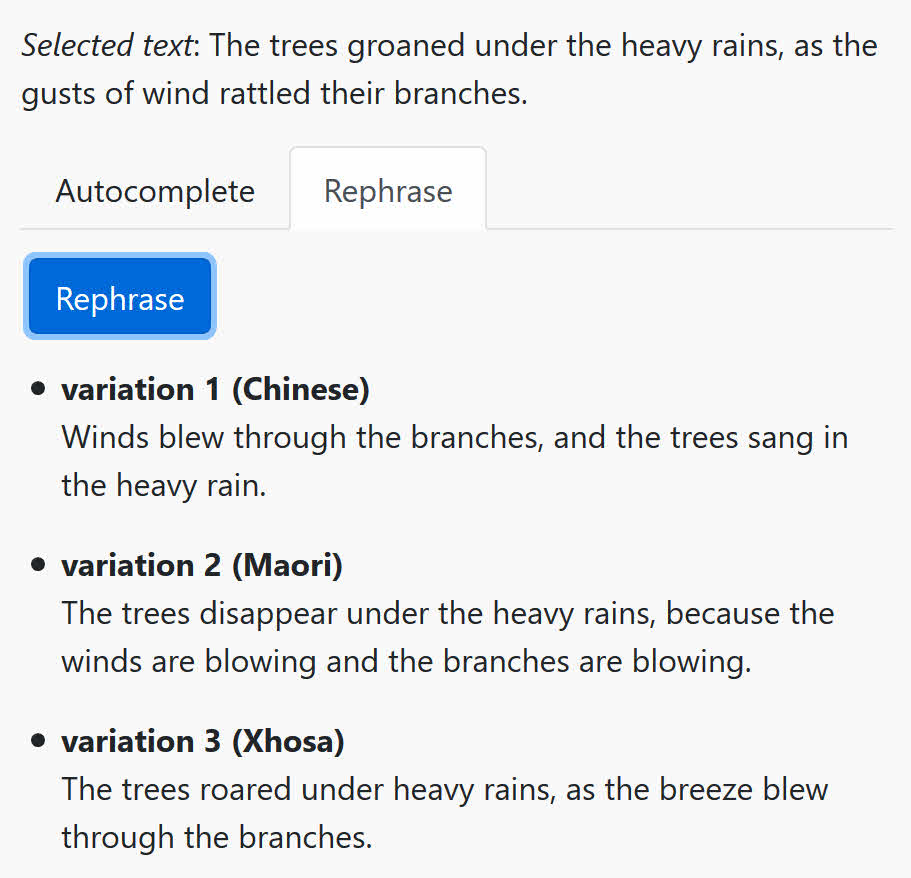 Selected text: The trees groaned under the heavy rains, as the
gusts of wind rattled their branches.
Autocomplete
Rephrase
Rephrase
variation 1 (Chinese)
Winds blew through the branches, and the trees sang in
the heavy rain.
variation 2 (Maori)
The trees disappear under the heavy rains, because the
winds are blowing and the branches are blowing.
variation 3 (Xhosa)
The trees roared under heavy rains, as the breeze blew
through the branches.